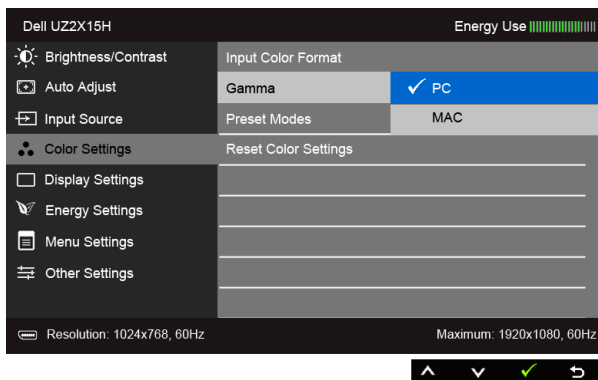 Dell UZ2X15H Energy Use
Brightness/Contrast Input Color Format
Auto Adjust Gamma PC
Input Source Preset Modes MAC
Color Settings Reset Color Settings
Display Settings
Energy Settings
Menu Settings
Other Settings
Resolution: 1024x768, 60Hz Maximum: 1920x1080, 60Hz